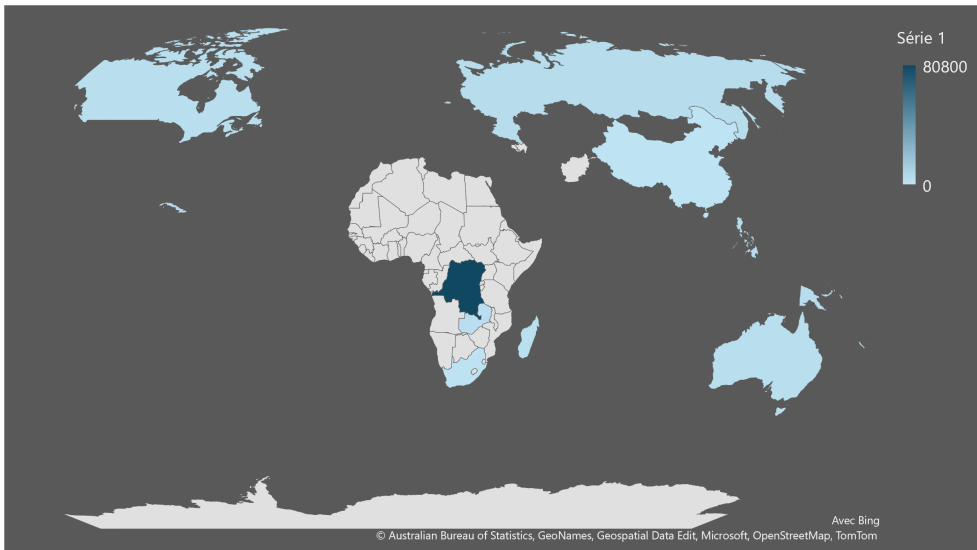 Série 1
80800
0
Avec Bing
© Australian Bureau of Statistics, GeoNames, Geospatial Data Edit, Microsoft, OpenStreetMap, TomTom